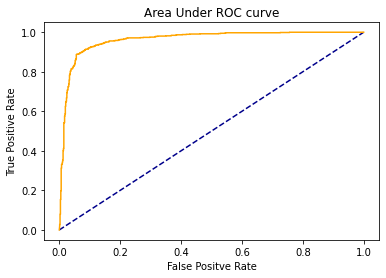 Area Under ROC curve
True Positive Rate
1.0
0.8
0.6
0.4
0.2
0.0
0.0 0.2 0.4 0.6 0.8 1.0
False Positve Rate